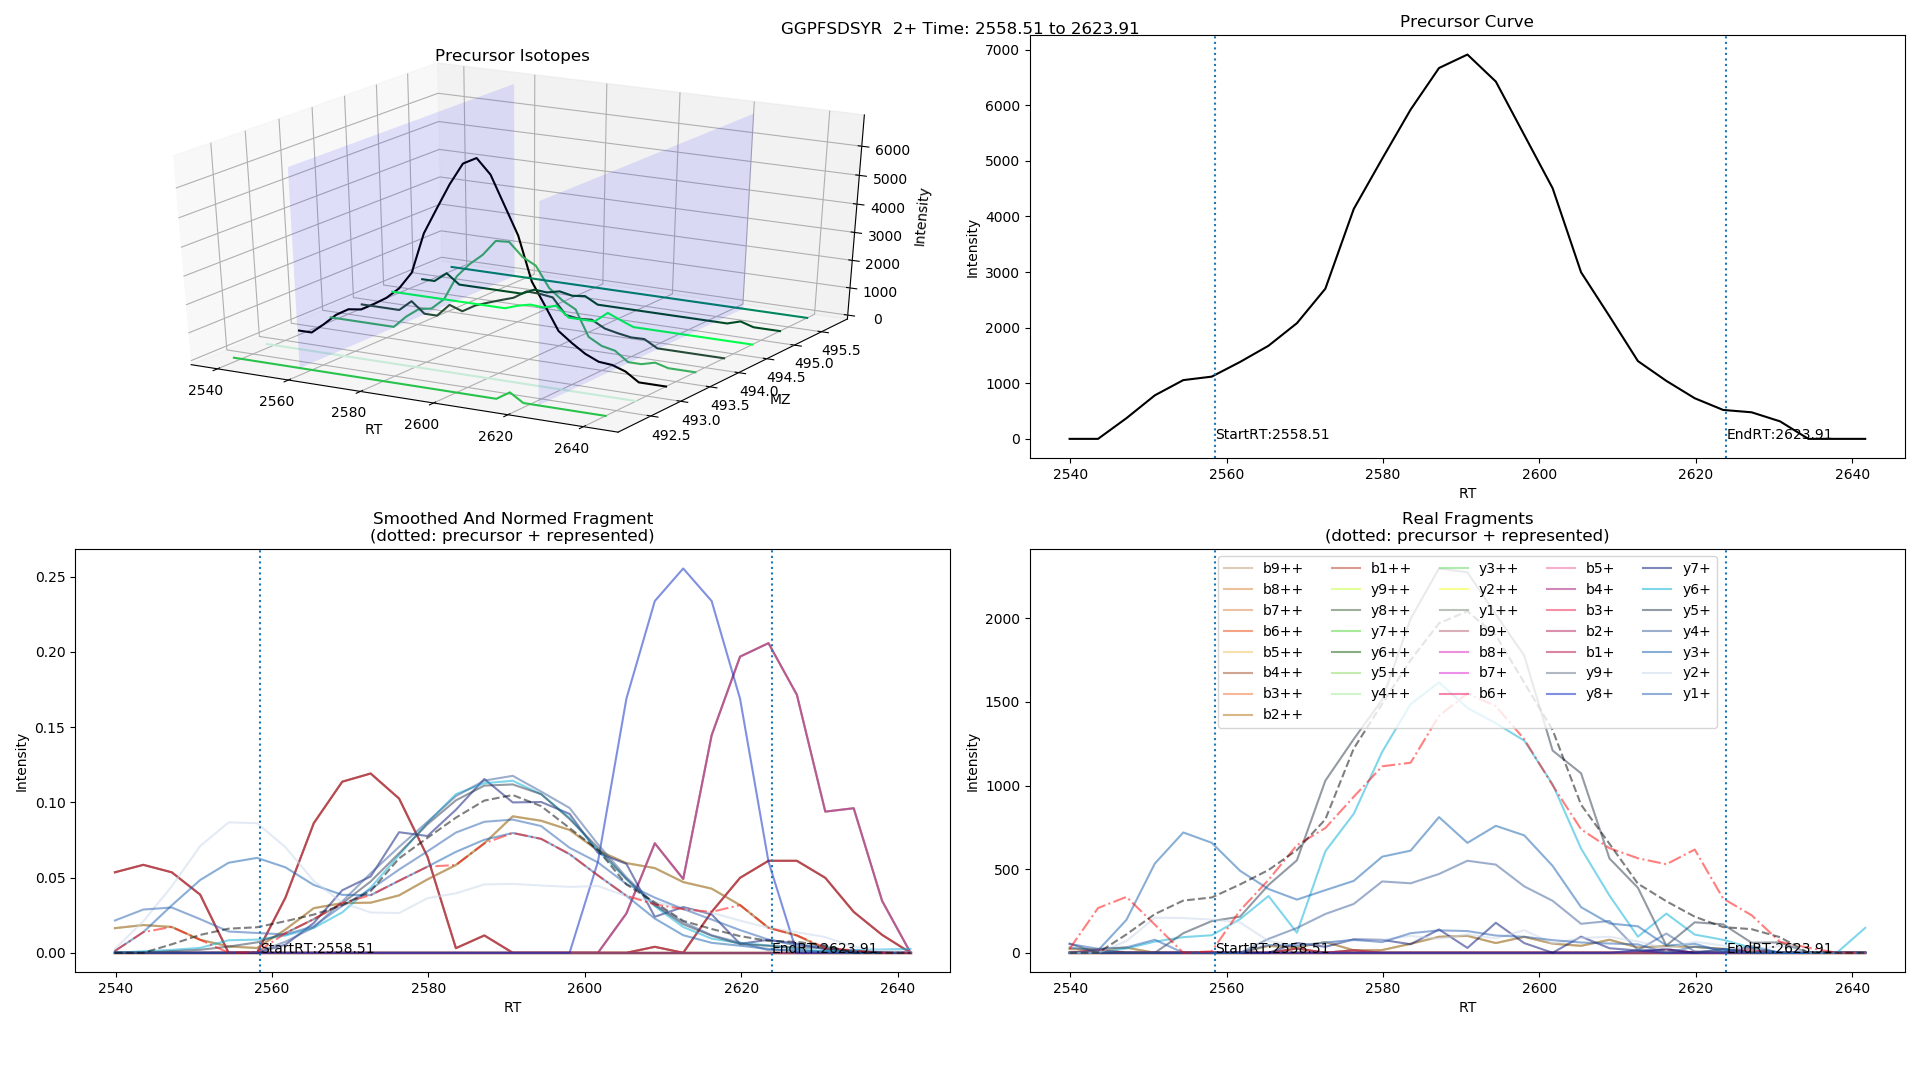 GGPFSDSYR  2+ Time: 2558.51 to 2623.91
Precursor Isotopes
6000
5000
4000
3000
2000
1000
0
Intensity
2540
2560
2580
2600
2620
2640
RT
492.5
493.0
493.5
494.0
494.5
495.0
495.5
MZ
Precursor Curve
7000
6000
5000
4000
3000
2000
1000
0
Intensity
StartRT:2558.51
EndRT:2623.91
2540
2560
2580
2600
2620
2640
RT
Smoothed And Normed Fragment
(dotted: precursor + represented)
0.25
0.20
0.15
0.10
0.05
0.00
Intensity
StartRT:2558.51
EndRT:2623.91
2540
2560
2580
2600
2620
2640
RT
Real Fragments
(dotted: precursor + represented)
2000
1500
1000
500
0
Intensity
b9++
b8++
b7++
b6++
b5++
b4++
b3++
b2++
b1++
y9++
y8++
y7++
y6++
y5++
y4++
y3++
y2++
y1++
b9+
b8+
b7+
b6+
b5+
b4+
b3+
b2+
b1+
y9+
y8+
y7+
y6+
y5+
y4+
y3+
y2+
y1+
StartRT:2558.51
EndRT:2623.91
2540
2560
2580
2600
2620
2640
RT